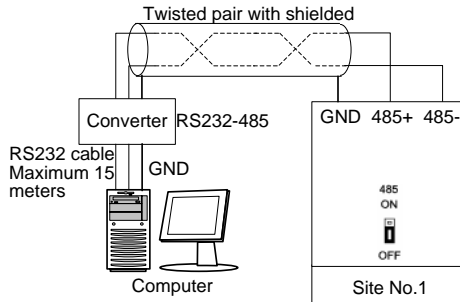 Twisted pair with shielded
Converter
RS232-485
GND 485+ 485-
RS232 cable
Maximum 15
meters
GND
485
ON
OFF
Computer
Site No.1